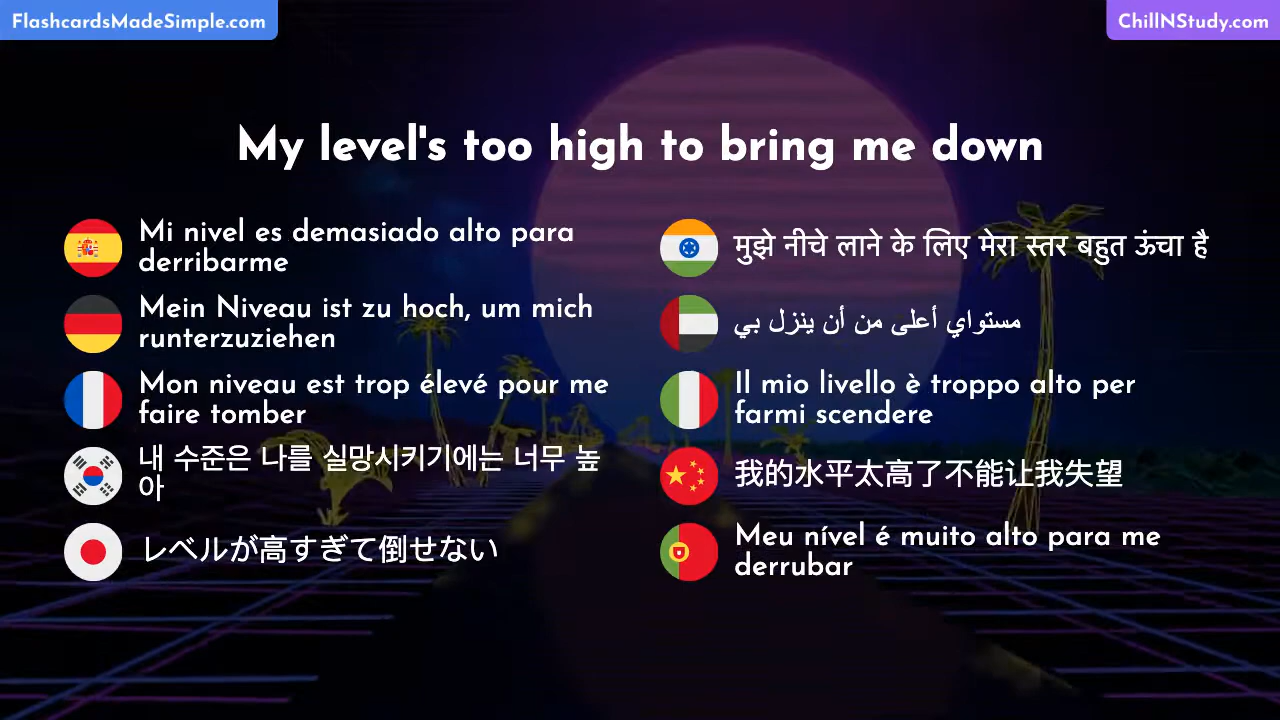 FlashcardsMadeSimple.com
ChillNStudy.com
My level's too high to bring me down
Mi nivel es demasiado alto para
derribarme
Mein Niveau ist zu hoch, um mich
runterzuziehen
Mon niveau est trop élevé pour me
faire tomber
내 수준은 나를 실망시키기에는 너무 높
아
レベルが高すぎて倒せない
मुझे नीचे लाने के लिए मेरा स्तर बहुत ऊंचा है
مستواي أعلى من أن ينزل بي
Il mio livello è troppo alto per
farmi scendere
我的水平太高了不能让我失望
Meu nível é muito alto para me
derrubar